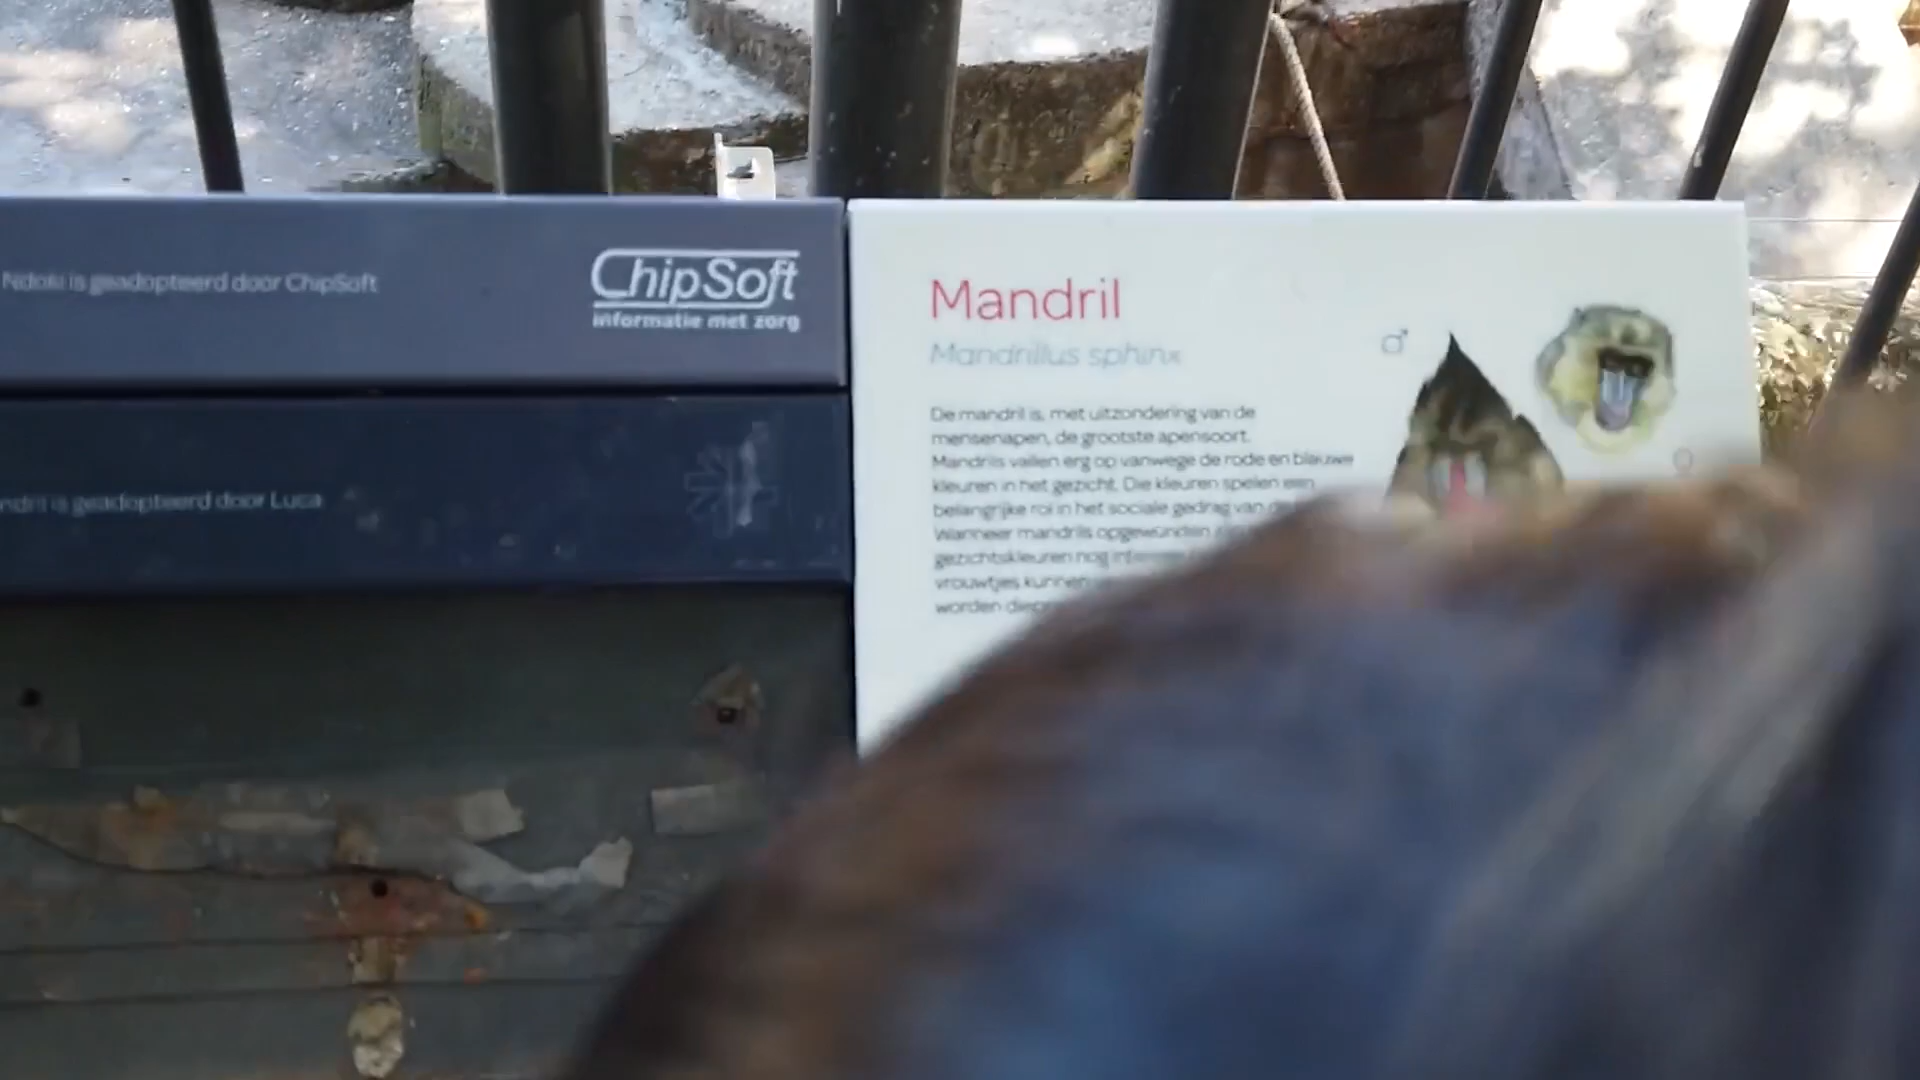 Ndoki is geadopteerd door ChipSoft
ChipSoft
informatie met zorg
ndril is geadopteerd door Luca
Mandril
Mandrillus sphinx
♂
♀
De mandril is, met uitzondering van de
mensenapen, de grootste apensoort.
Mandrils vallen erg op vanwege de rode en blauwe
kleuren in het gezicht. Die kleuren spelen een
belangrijke rol in het sociale gedrag van
Wanneer mandrils opgewonden
gezichtskleuren nog
vrouwtjes kunnen
worden